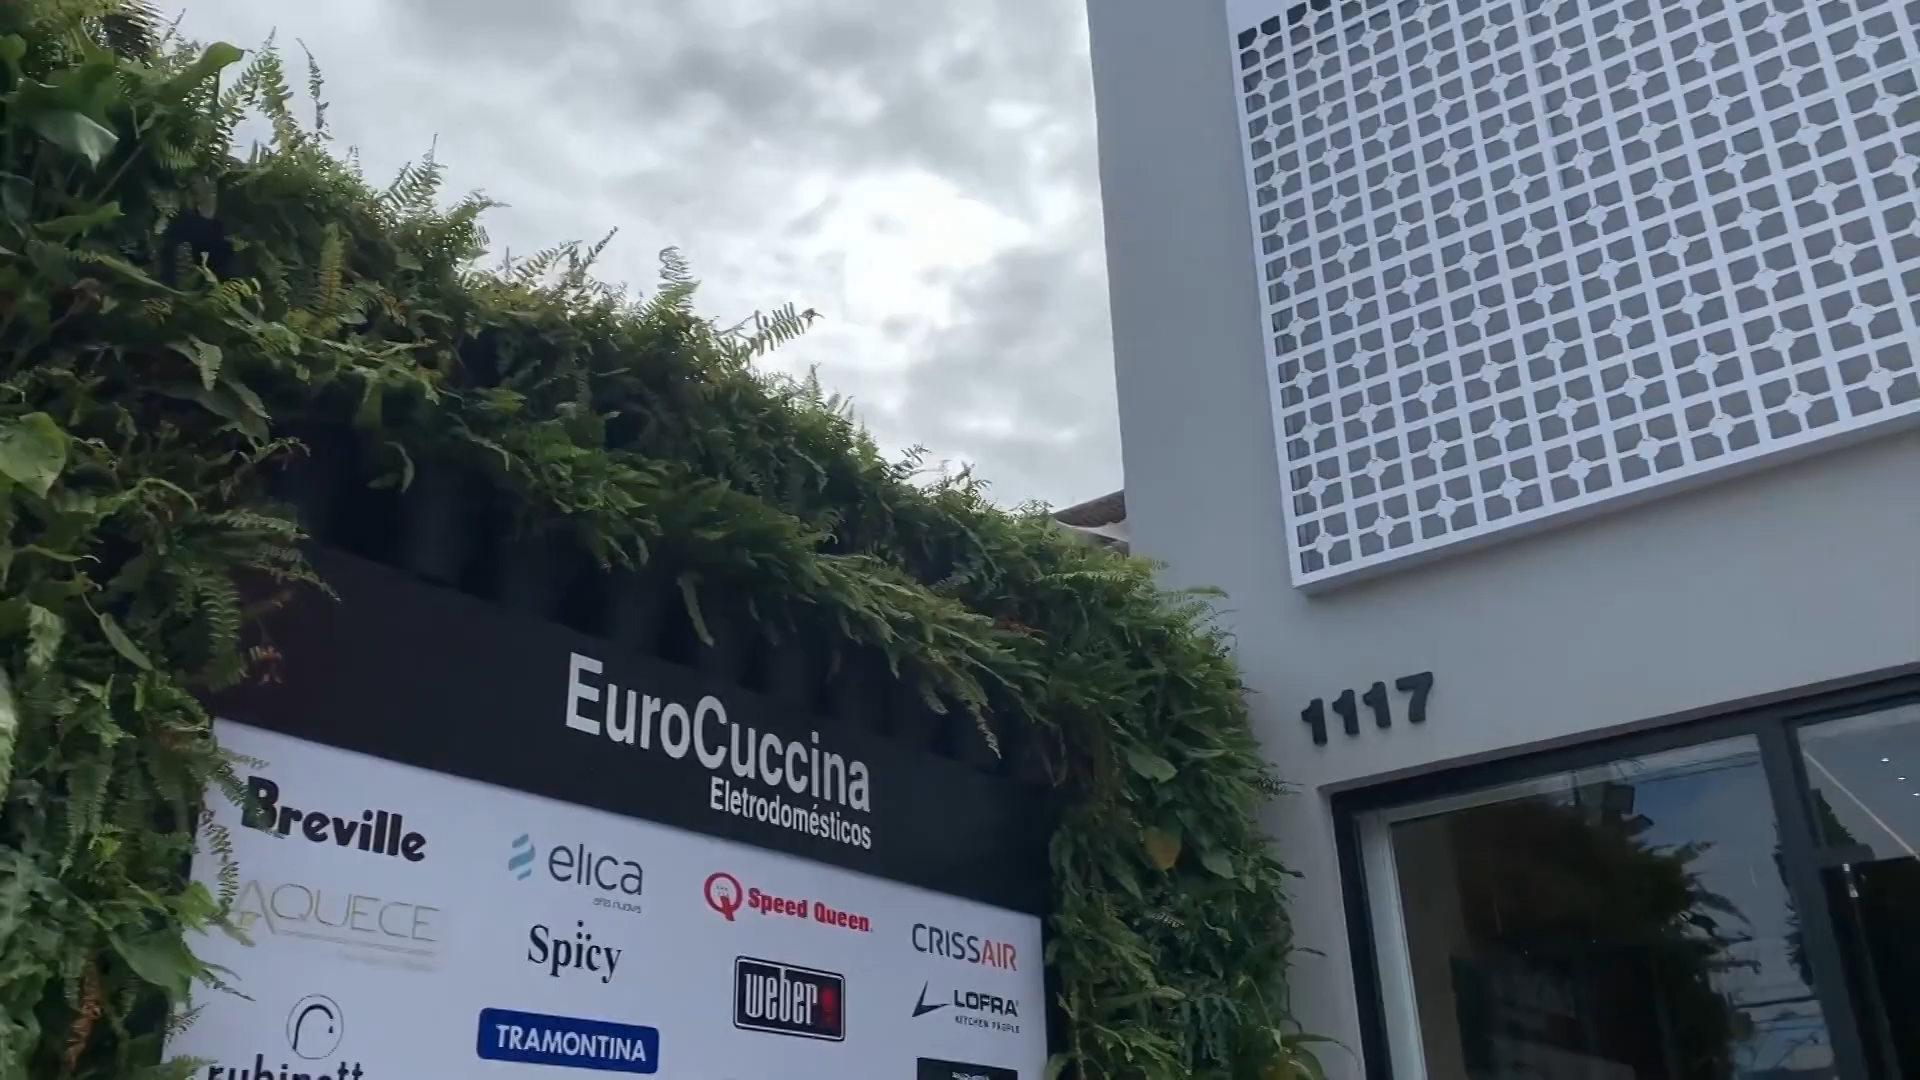 1117
EuroCuccina
Eletrodomésticos
Breville
elica
Speed Queen
CRISSAIR
AQUECE
Spicy
weber
LOFRA
KITCHEN PEOPLE
TRAMONTINA